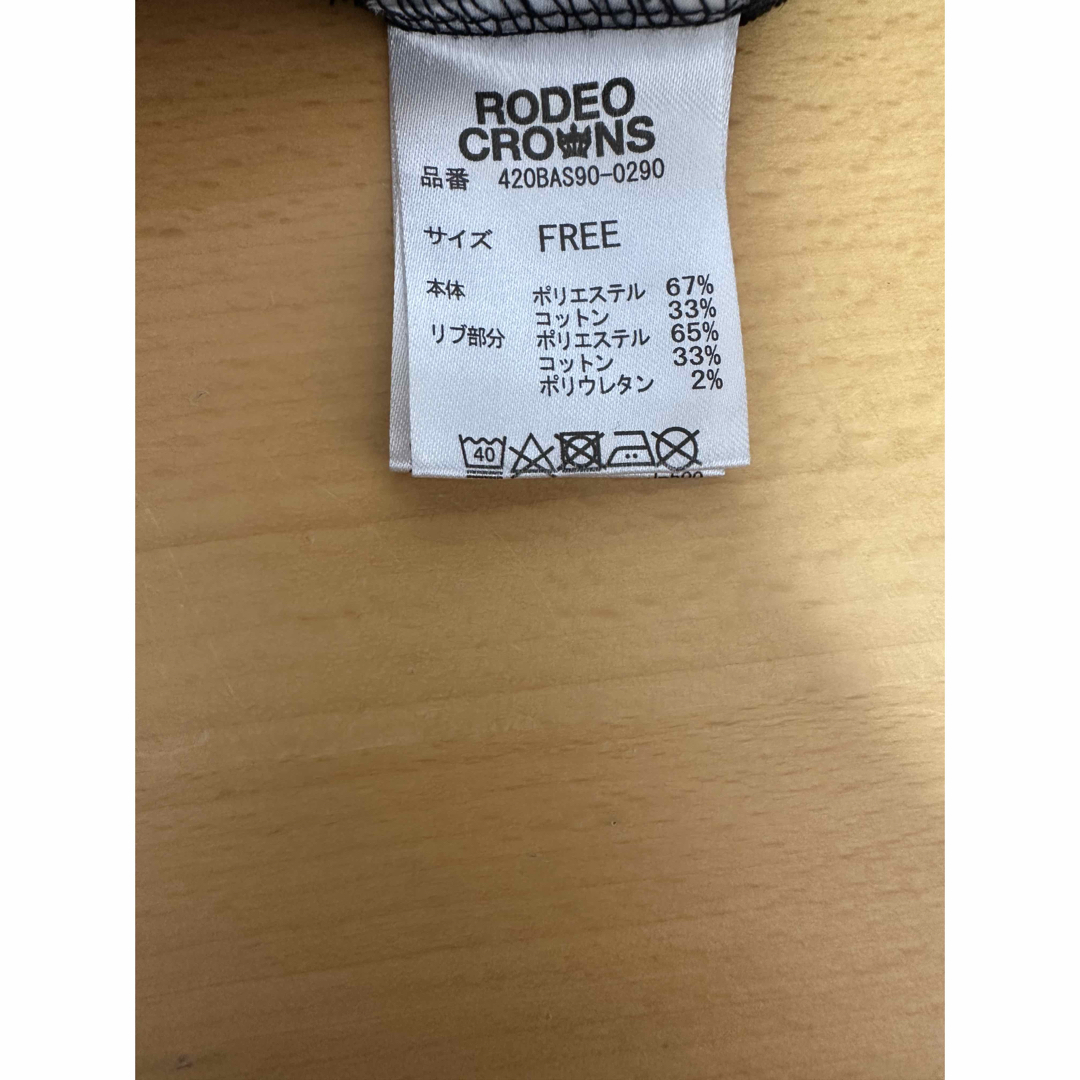 RODEO
CROWNS
品番 420BAS90-0290
サイズ FREE
本体 ポリエステル 67%
コットン 33%
リブ部分 ポリエステル 65%
コットン 33%
ポリウレタン 2%
40